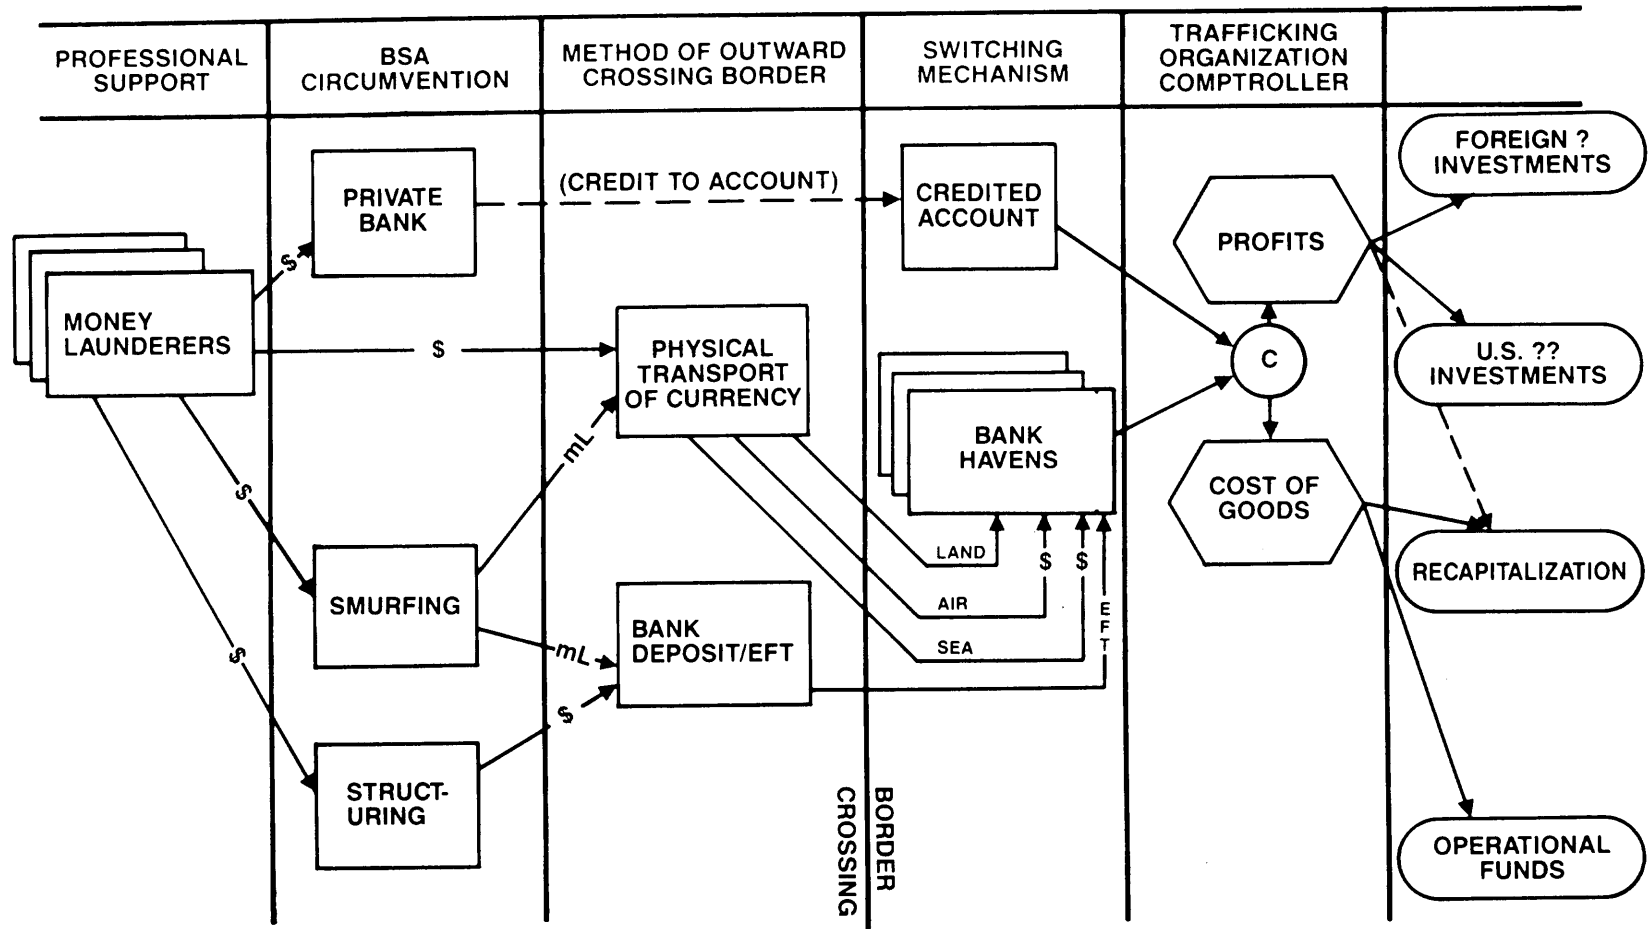 PROFESSIONAL
SUPPORT
BSA
CIRCUMVENTION
METHOD OF OUTWARD
CROSSING BORDER
SWITCHING
MECHANISM
TRAFFICKING
ORGANIZATION
COMPTROLLER
MONEY
LAUNDERERS
$
$
$
$
PRIVATE
BANK
SMURFING
STRUCT-
URING
(CREDIT TO ACCOUNT)
mL
mL
$
PHYSICAL
TRANSPORT
OF CURRENCY
BANK
DEPOSIT/EFT
BORDER
CROSSING
CREDITED
ACCOUNT
BANK
HAVENS
LAND
AIR
SEA
$
$
EFT
PROFITS
C
COST OF
GOODS
FOREIGN ?
INVESTMENTS
U.S. ??
INVESTMENTS
RECAPITALIZATION
OPERATIONAL
FUNDS